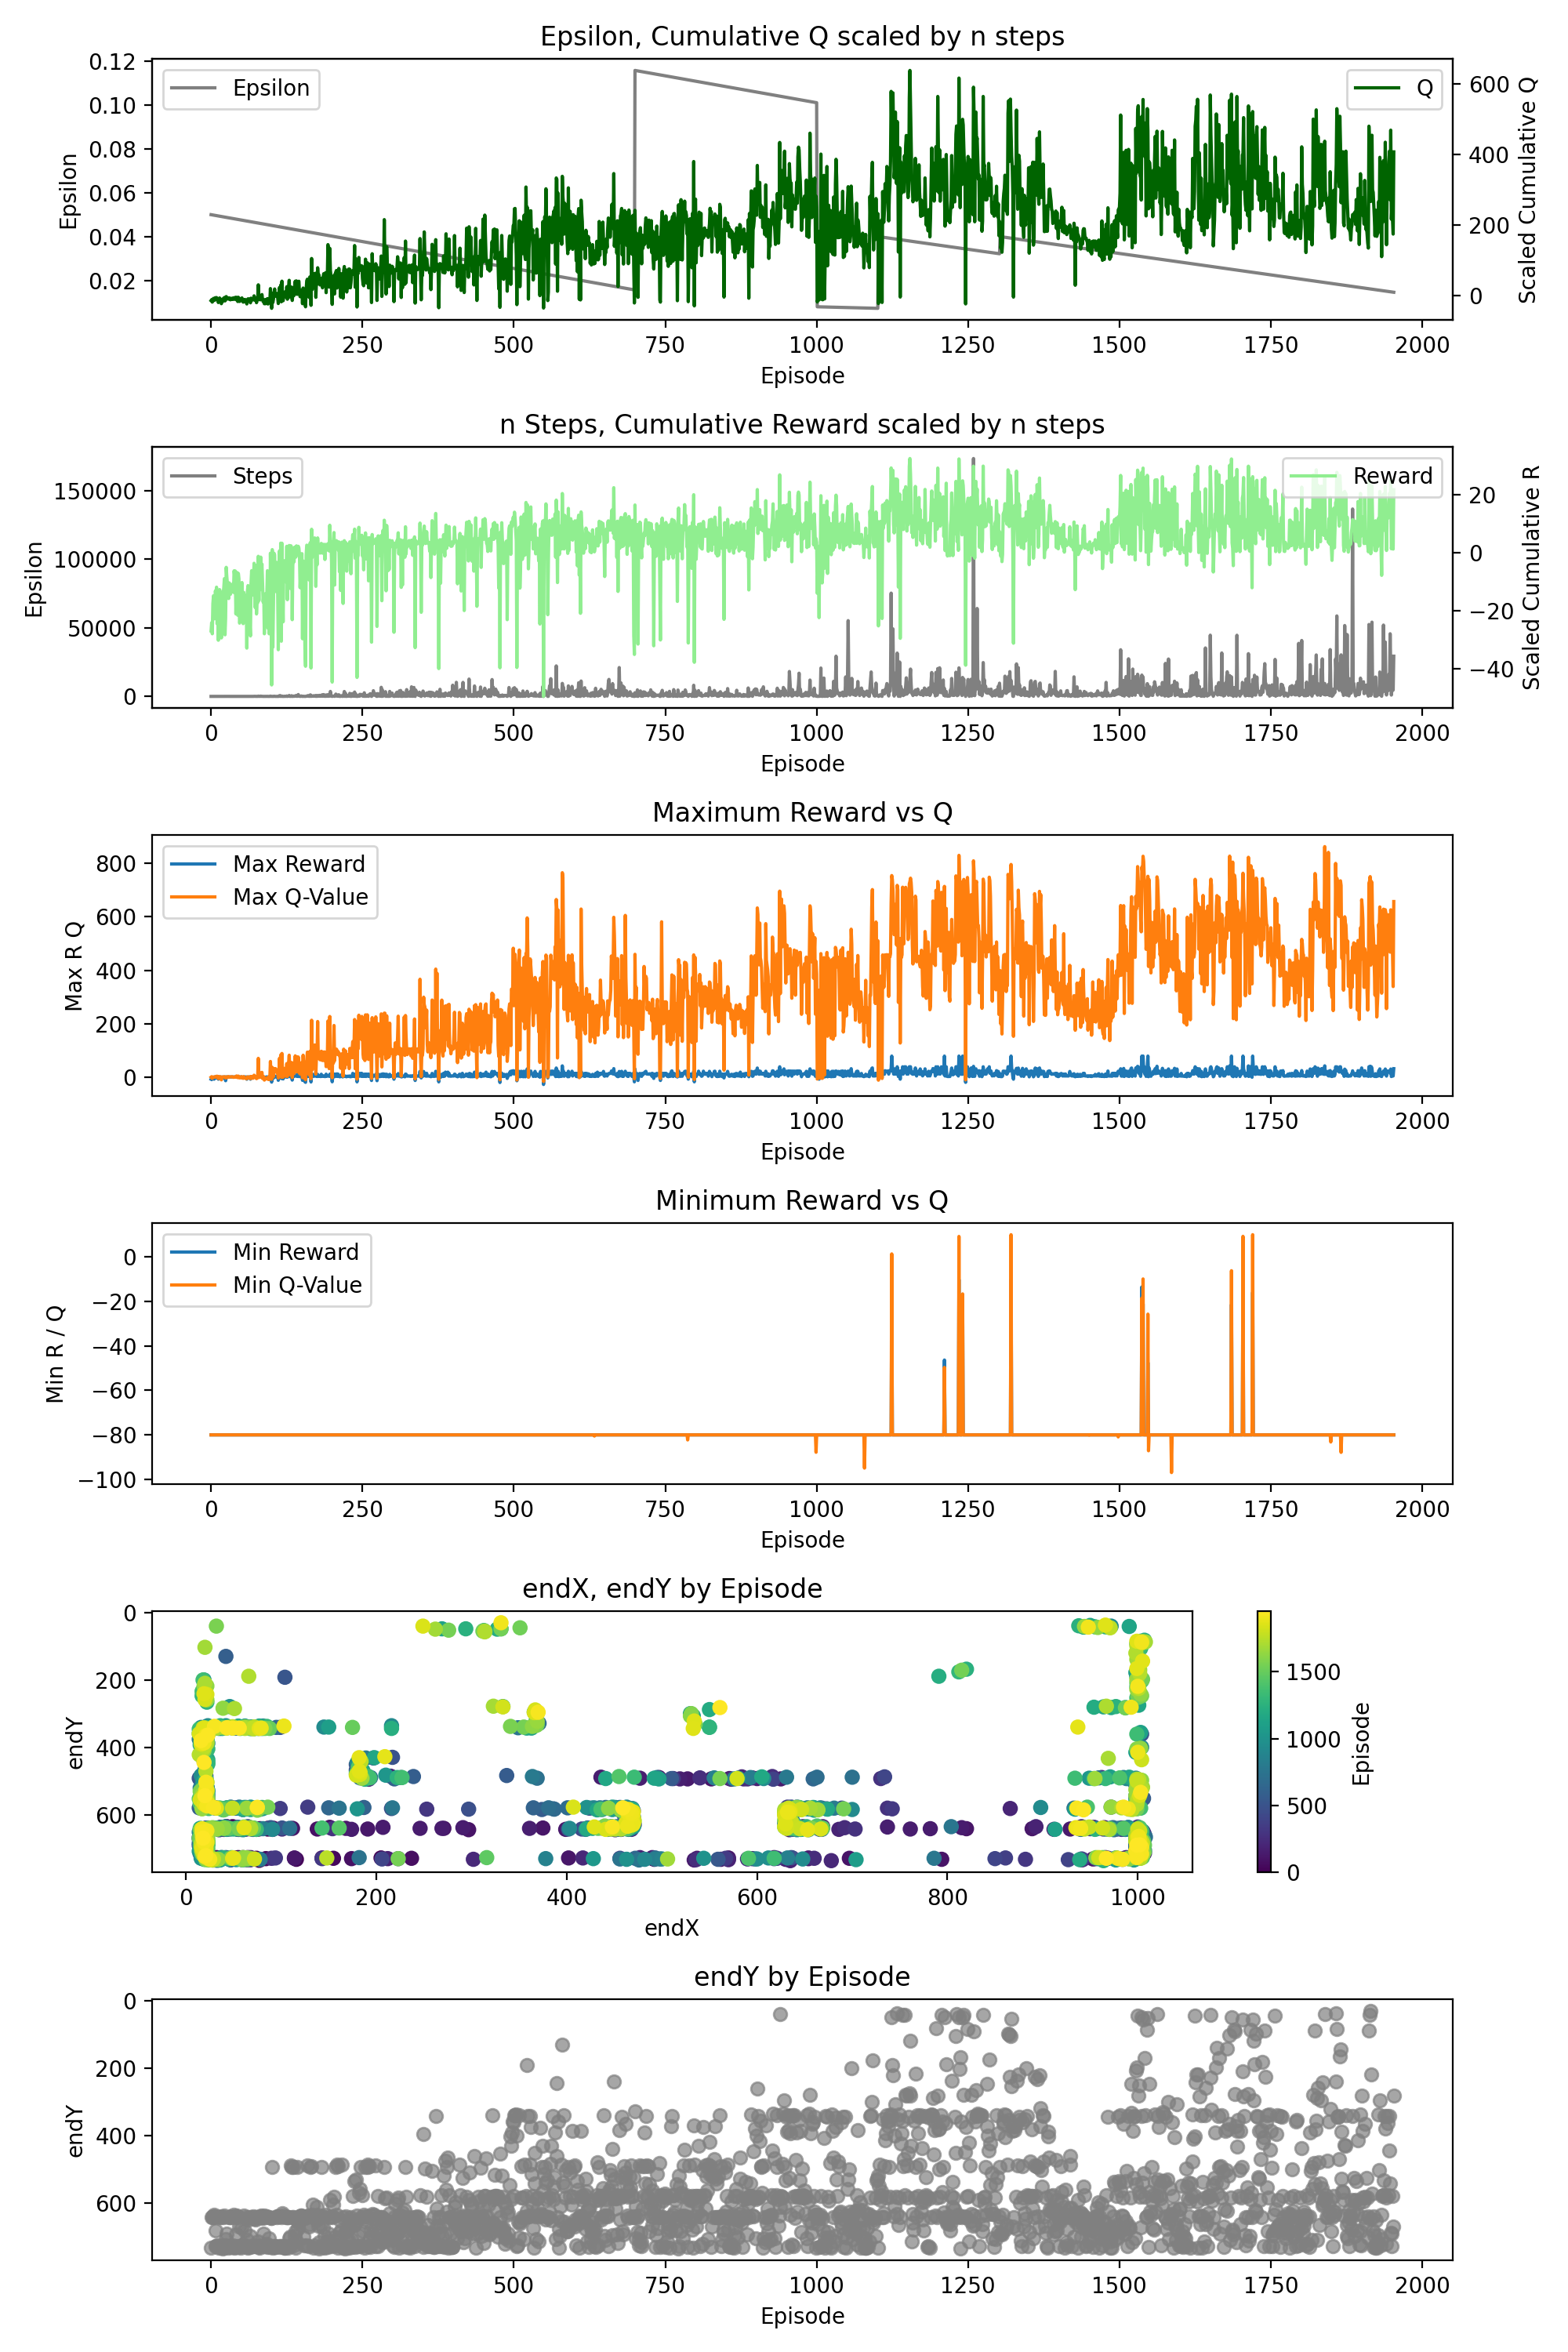 Epsilon, Cumulative Q scaled by n steps
Epsilon
Q
0.12
0.10
0.08
0.06
0.04
0.02
Epsilon
600
400
200
0
Scaled Cumulative Q
0 250 500 750 1000 1250 1500 1750 2000
Episode
n Steps, Cumulative Reward scaled by n steps
Steps
Reward
150000
100000
50000
0
Epsilon
20
0
−20
−40
Scaled Cumulative R
0 250 500 750 1000 1250 1500 1750 2000
Episode
Maximum Reward vs Q
Max Reward
Max Q-Value
800
600
400
200
0
Max R Q
0 250 500 750 1000 1250 1500 1750 2000
Episode
Minimum Reward vs Q
Min Reward
Min Q-Value
0
−20
−40
−60
−80
−100
Min R / Q
0 250 500 750 1000 1250 1500 1750 2000
Episode
endX, endY by Episode
0
200
400
600
endY
0 200 400 600 800 1000
endX
1500
1000
500
0
Episode
endY by Episode
0
200
400
600
endY
0 250 500 750 1000 1250 1500 1750 2000
Episode